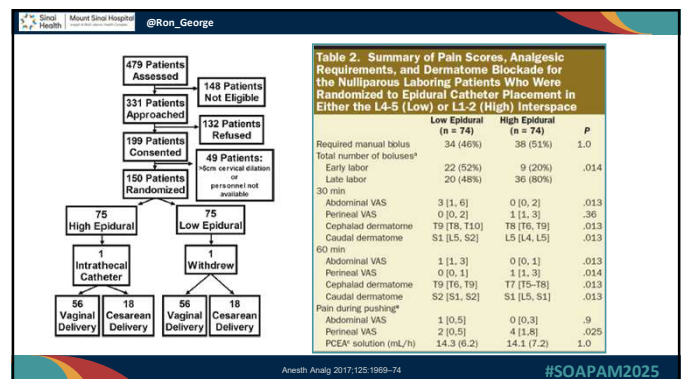 Sinai Health
Mount Sinai Hospital
@Ron_George
479 Patients
Assessed
148 Patients
Not Eligible
331 Patients
Approached
132 Patients
Refused
199 Patients
Consented
49 Patients:
>5cm cervical dilation
or
personnel not
available
150 Patients
Randomized
75
High Epidural
75
Low Epidural
1
Intrathecal
Catheter
1
Withdrew
56
Vaginal
Delivery
18
Cesarean
Delivery
56
Vaginal
Delivery
18
Cesarean
Delivery
Table 2. Summary of Pain Scores, Analgesic
Requirements, and Dermatome Blockade for
the Nulliparous Laboring Patients Who Were
Randomized to Epidural Catheter Placement in
Either the L4-5 (Low) or L1-2 (High) Interspace
Low Epidural (n = 74) High Epidural (n = 74) P
Required manual bolus 34 (46%) 38 (51%) 1.0
Total number of bolusesᵃ
Early labor 22 (52%) 9 (20%) .014
Late labor 20 (48%) 36 (80%)
30 min
Abdominal VAS 3 [1, 6] 0 [0, 2] .013
Perineal VAS 0 [0, 2] 1 [1, 3] .36
Cephalad dermatome T9 [T8, T10] T8 [T6, T9] .013
Caudal dermatome S1 [L5, S2] L5 [L4, L5] .013
60 min
Abdominal VAS 1 [1, 3] 0 [0, 1] .013
Perineal VAS 0 [0, 1] 1 [1, 3] .014
Cephalad dermatome T9 [T6, T9] T7 [T5–T8] .013
Caudal dermatome S2 [S1, S2] S1 [L5, S1] .013
Pain during pushingᵃ
Abdominal VAS 1 [0,5] 0 [0,3] .9
Perineal VAS 2 [0,5] 4 [1,8] .025
PCEAᶜ solution (mL/h) 14.3 (6.2) 14.1 (7.2) 1.0
Anesth Analg 2017;125:1969–74
#SOAPAM2025